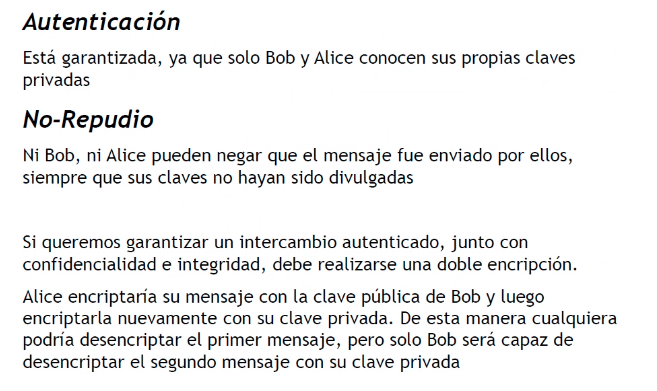 Autenticación
Está garantizada, ya que solo Bob y Alice conocen sus propias claves
privadas
No-Repudio
Ni Bob, ni Alice pueden negar que el mensaje fue enviado por ellos,
siempre que sus claves no hayan sido divulgadas
Si queremos garantizar un intercambio autenticado, junto con
confidencialidad e integridad, debe realizarse una doble encripción.
Alice encriptaría su mensaje con la clave pública de Bob y luego
encriptarla nuevamente con su clave privada. De esta manera cualquiera
podría desencriptar el primer mensaje, pero solo Bob será capaz de
desencriptar el segundo mensaje con su clave privada